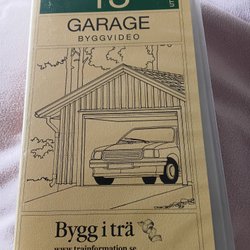 GARAGE
BYGGVIDEO
Bygg i trä
www.trainformation.se